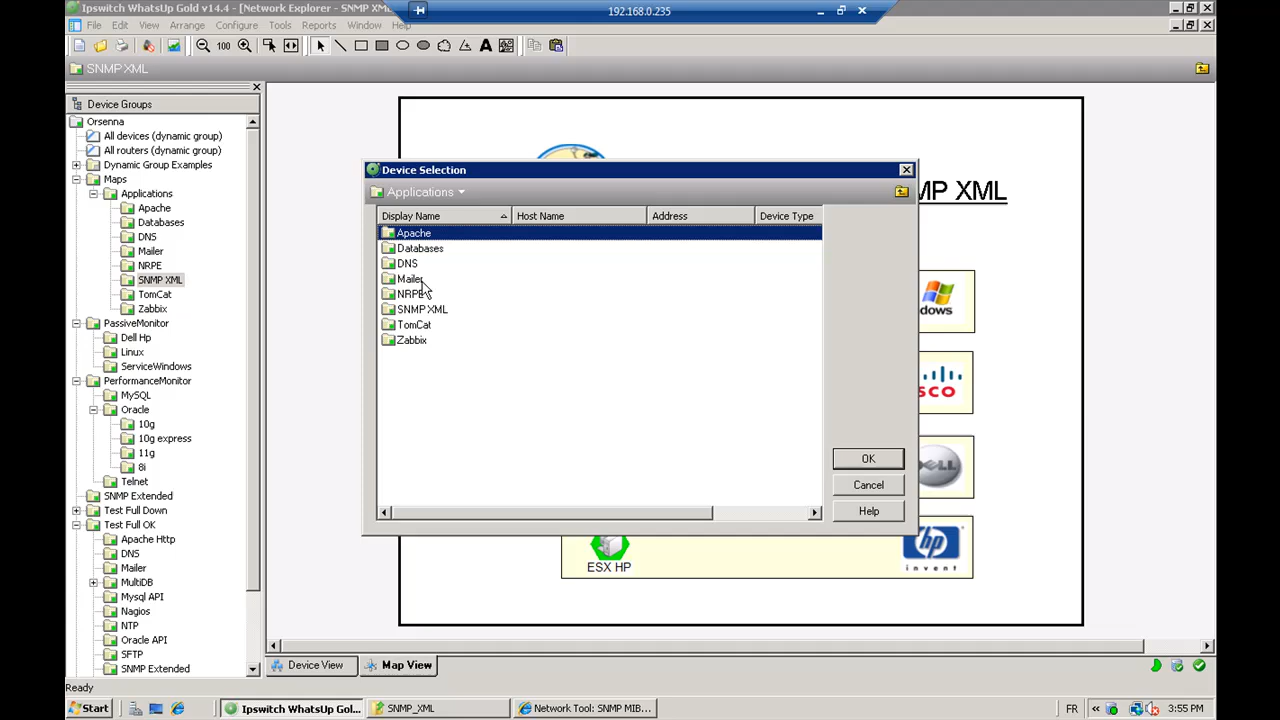 Ipswitch WhatsUp Gold v14.4 - [Network Explorer - SNMP XML
192.168.0.235
File Edit View Arrange Configure Tools Reports Window Help
100
A
SNMP XML
Device Groups
Orsenna
All devices (dynamic group)
All routers (dynamic group)
Dynamic Group Examples
Maps
Applications
Apache
Databases
DNS
Mailer
NRPE
SNMP XML
TomCat
Zabbix
PassiveMonitor
Dell Hp
Linux
ServiceWindows
PerformanceMonitor
MySQL
Oracle
10g
10g express
11g
8i
Telnet
SNMP Extended
Test Full Down
Test Full OK
Apache Http
DNS
Mailer
MultiDB
Mysql API
Nagios
NTP
Oracle API
SFTP
SNMP Extended
MP XML
dows
SCO
DELL
hp
invent
ESX HP
Device Selection
Applications
Display Name Host Name Address Device Type
Apache
Databases
DNS
Mailer
NRPE
SNMP XML
TomCat
Zabbix
OK
Cancel
Help
Device View Map View
Ready
Start Ipswitch WhatsUp Gol... SNMP_XML Network Tool: SNMP MIB... FR « 3:55 PM